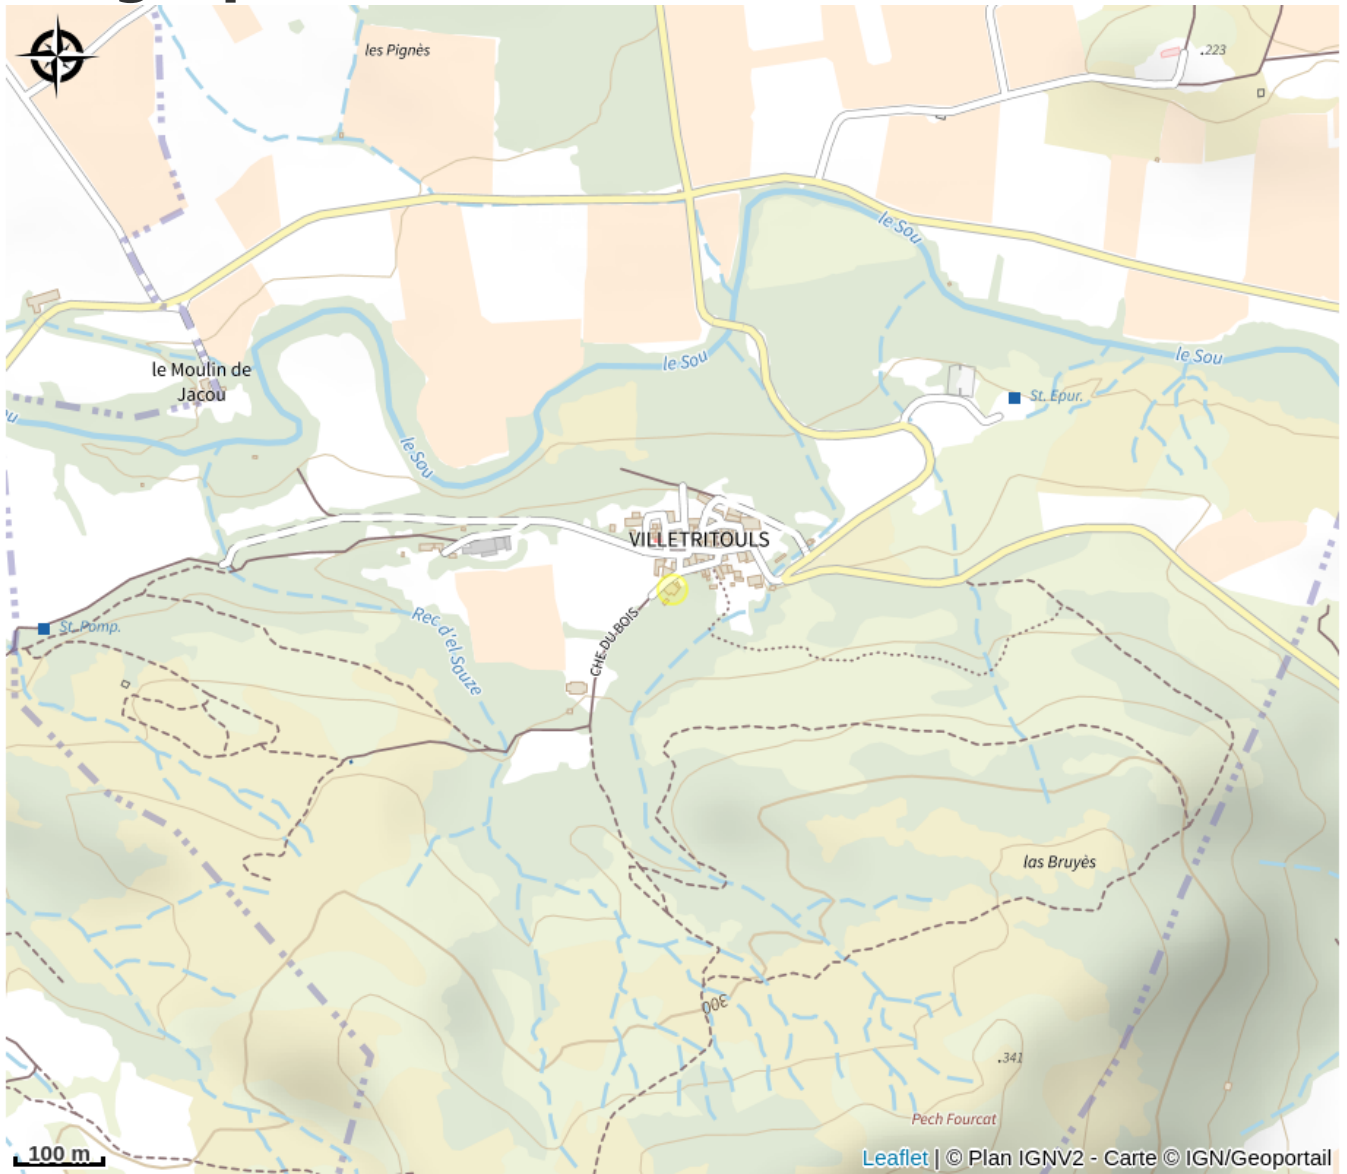 les Pignès
.223
le Sou
le Sou
le Sou
le Moulin de
Jacou
St. Epur.
le Sou
VILLETRITOULS
CHE DU BOIS
St. Pomp.
Rec d'el Sauze
las Bruyès
300
.341
Pech Fourcat
100 m
Leaflet | © Plan IGNV2 - Carte © IGN/Geoportail